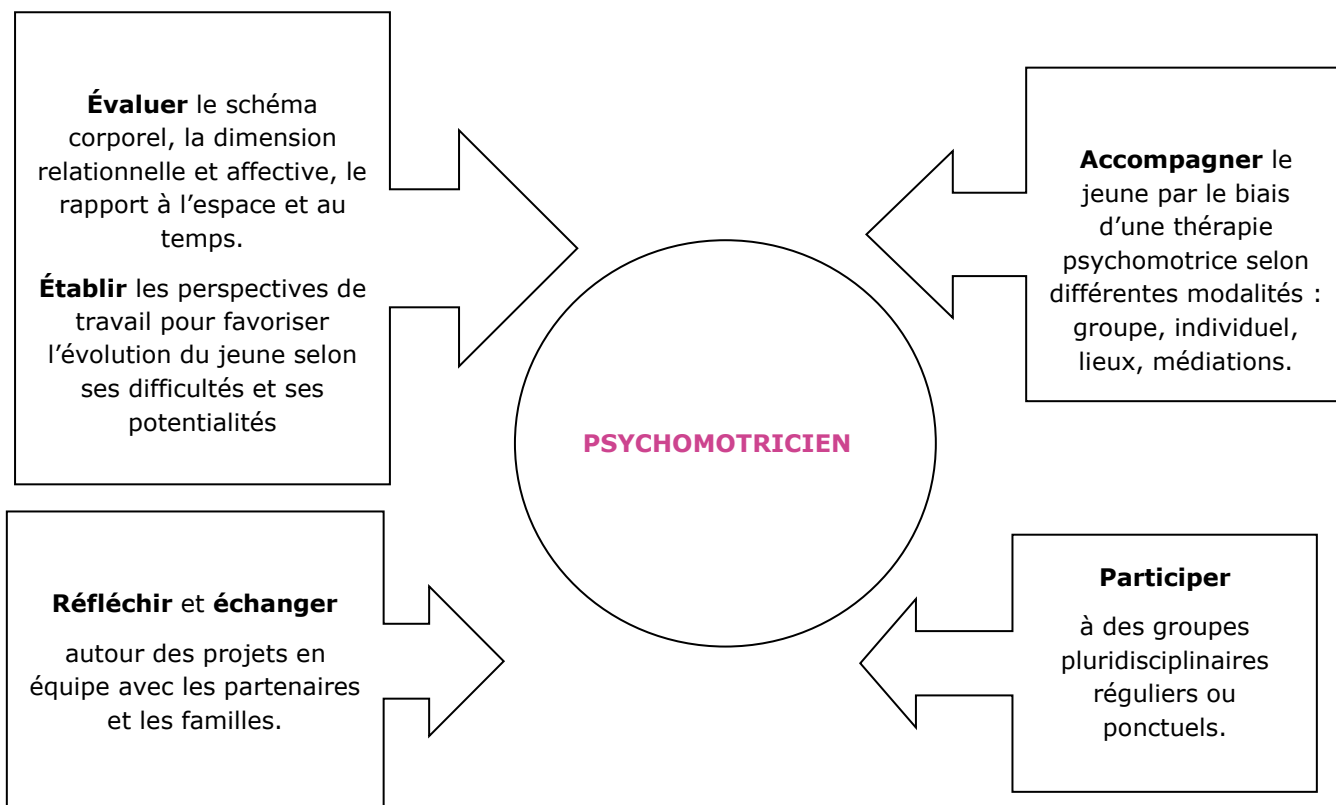 Évaluer le schéma
corporel, la dimension
relationnelle et affective, le
rapport à l’espace et au
temps.
Établir les perspectives de
travail pour favoriser
l’évolution du jeune selon
ses difficultés et ses
potentialités
Accompagner le
jeune par le biais
d’une thérapie
psychomotrice selon
différentes modalités :
groupe, individuel,
lieux, médiations.
PSYCHOMOTRICIEN
Réfléchir et échanger
autour des projets en
équipe avec les partenaires
et les familles.
Participer
à des groupes
pluridisciplinaires
réguliers ou
ponctuels.